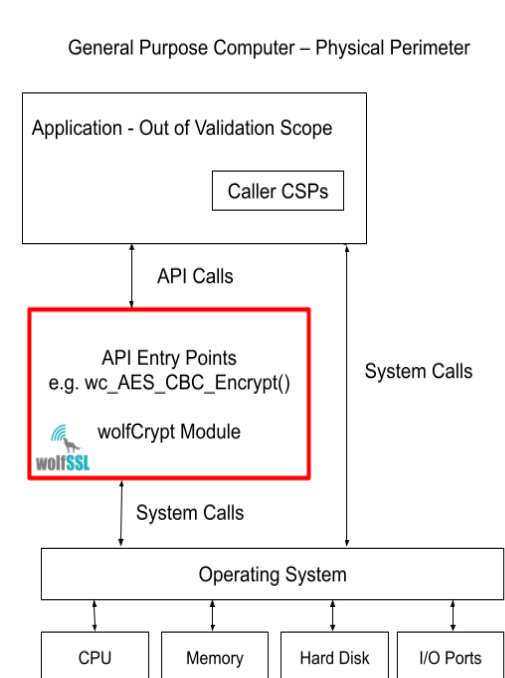 General Purpose Computer – Physical Perimeter
Application - Out of Validation Scope
Caller CSPs
API Calls
API Entry Points
e.g. wc_AES_CBC_Encrypt()
System Calls
wolfCrypt Module
wolfSSL
System Calls
Operating System
CPU
Memory
Hard Disk
I/O Ports